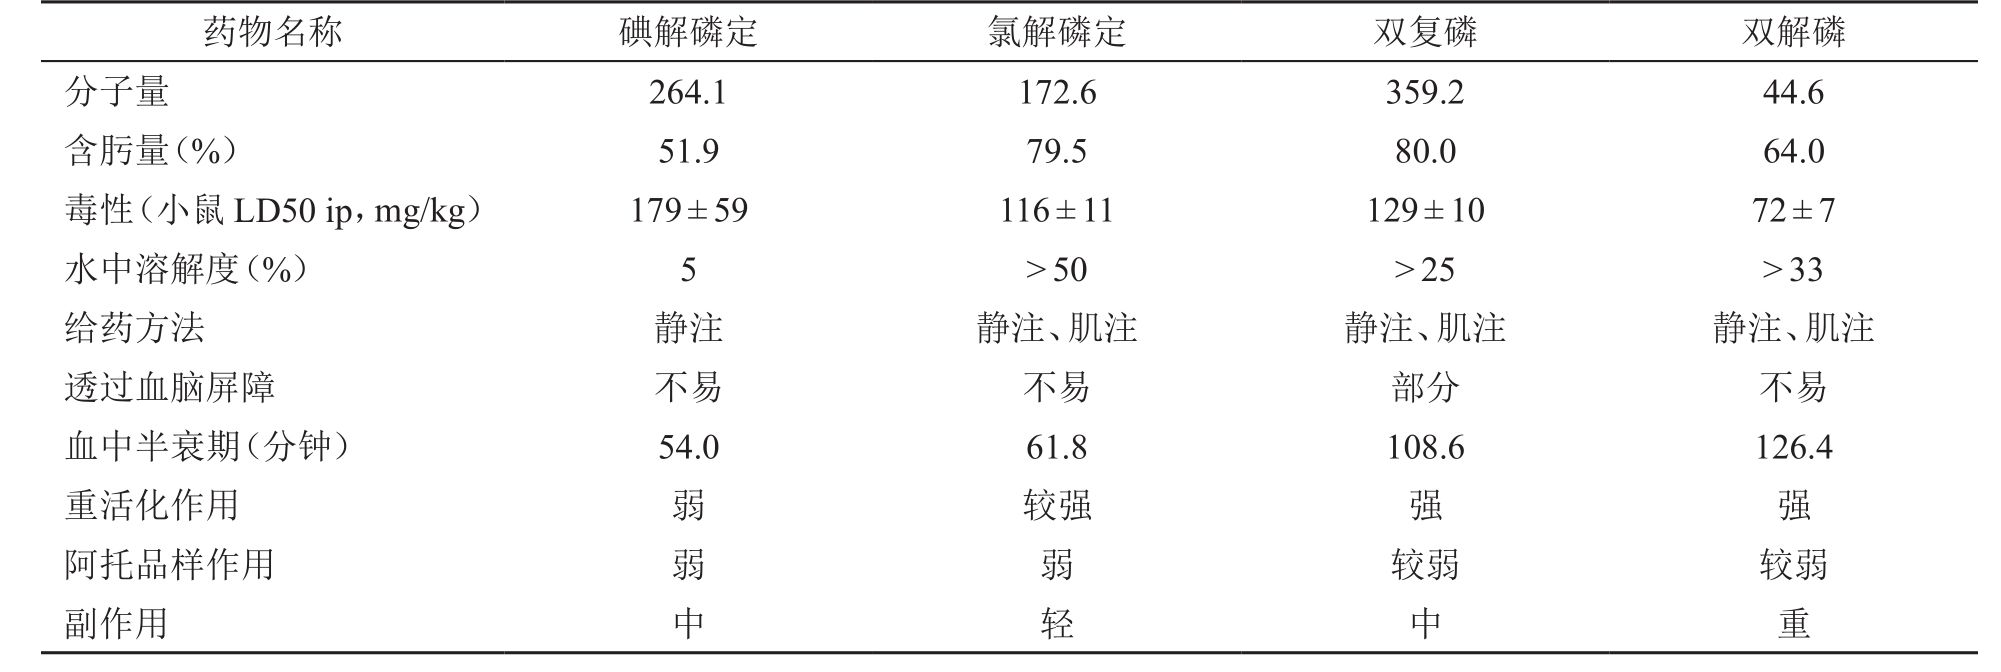 药物名称 碘解磷定 氯解磷定 双复磷 双解磷
分子量 264.1 172.6 359.2 44.6
含肟量(%) 51.9 79.5 80.0 64.0
毒性(小鼠 LD50 ip, mg/kg) 179±59 116±11 129±10 72±7
水中溶解度(%) 5 >50 >25 >33
给药方法 静注 静注、肌注 静注、肌注 静注、肌注
透过血脑屏障 不易 不易 部分 不易
血中半衰期(分钟) 54.0 61.8 108.6 126.4
重活化作用 弱 较强 强 强
阿托品样作用 弱 弱 较弱 较弱
副作用 中 轻 中 重